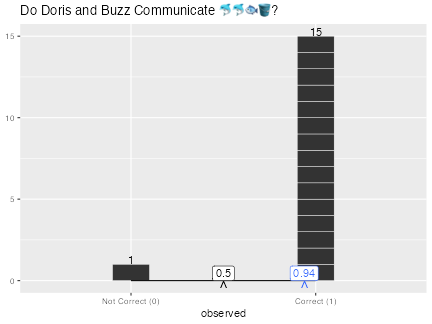 Do Doris and Buzz Communicate 🐬🐬🐟🪣?
15
15
10
5
1
0.5
0.94
0
^
^
Not Correct (0)
Correct (1)
observed